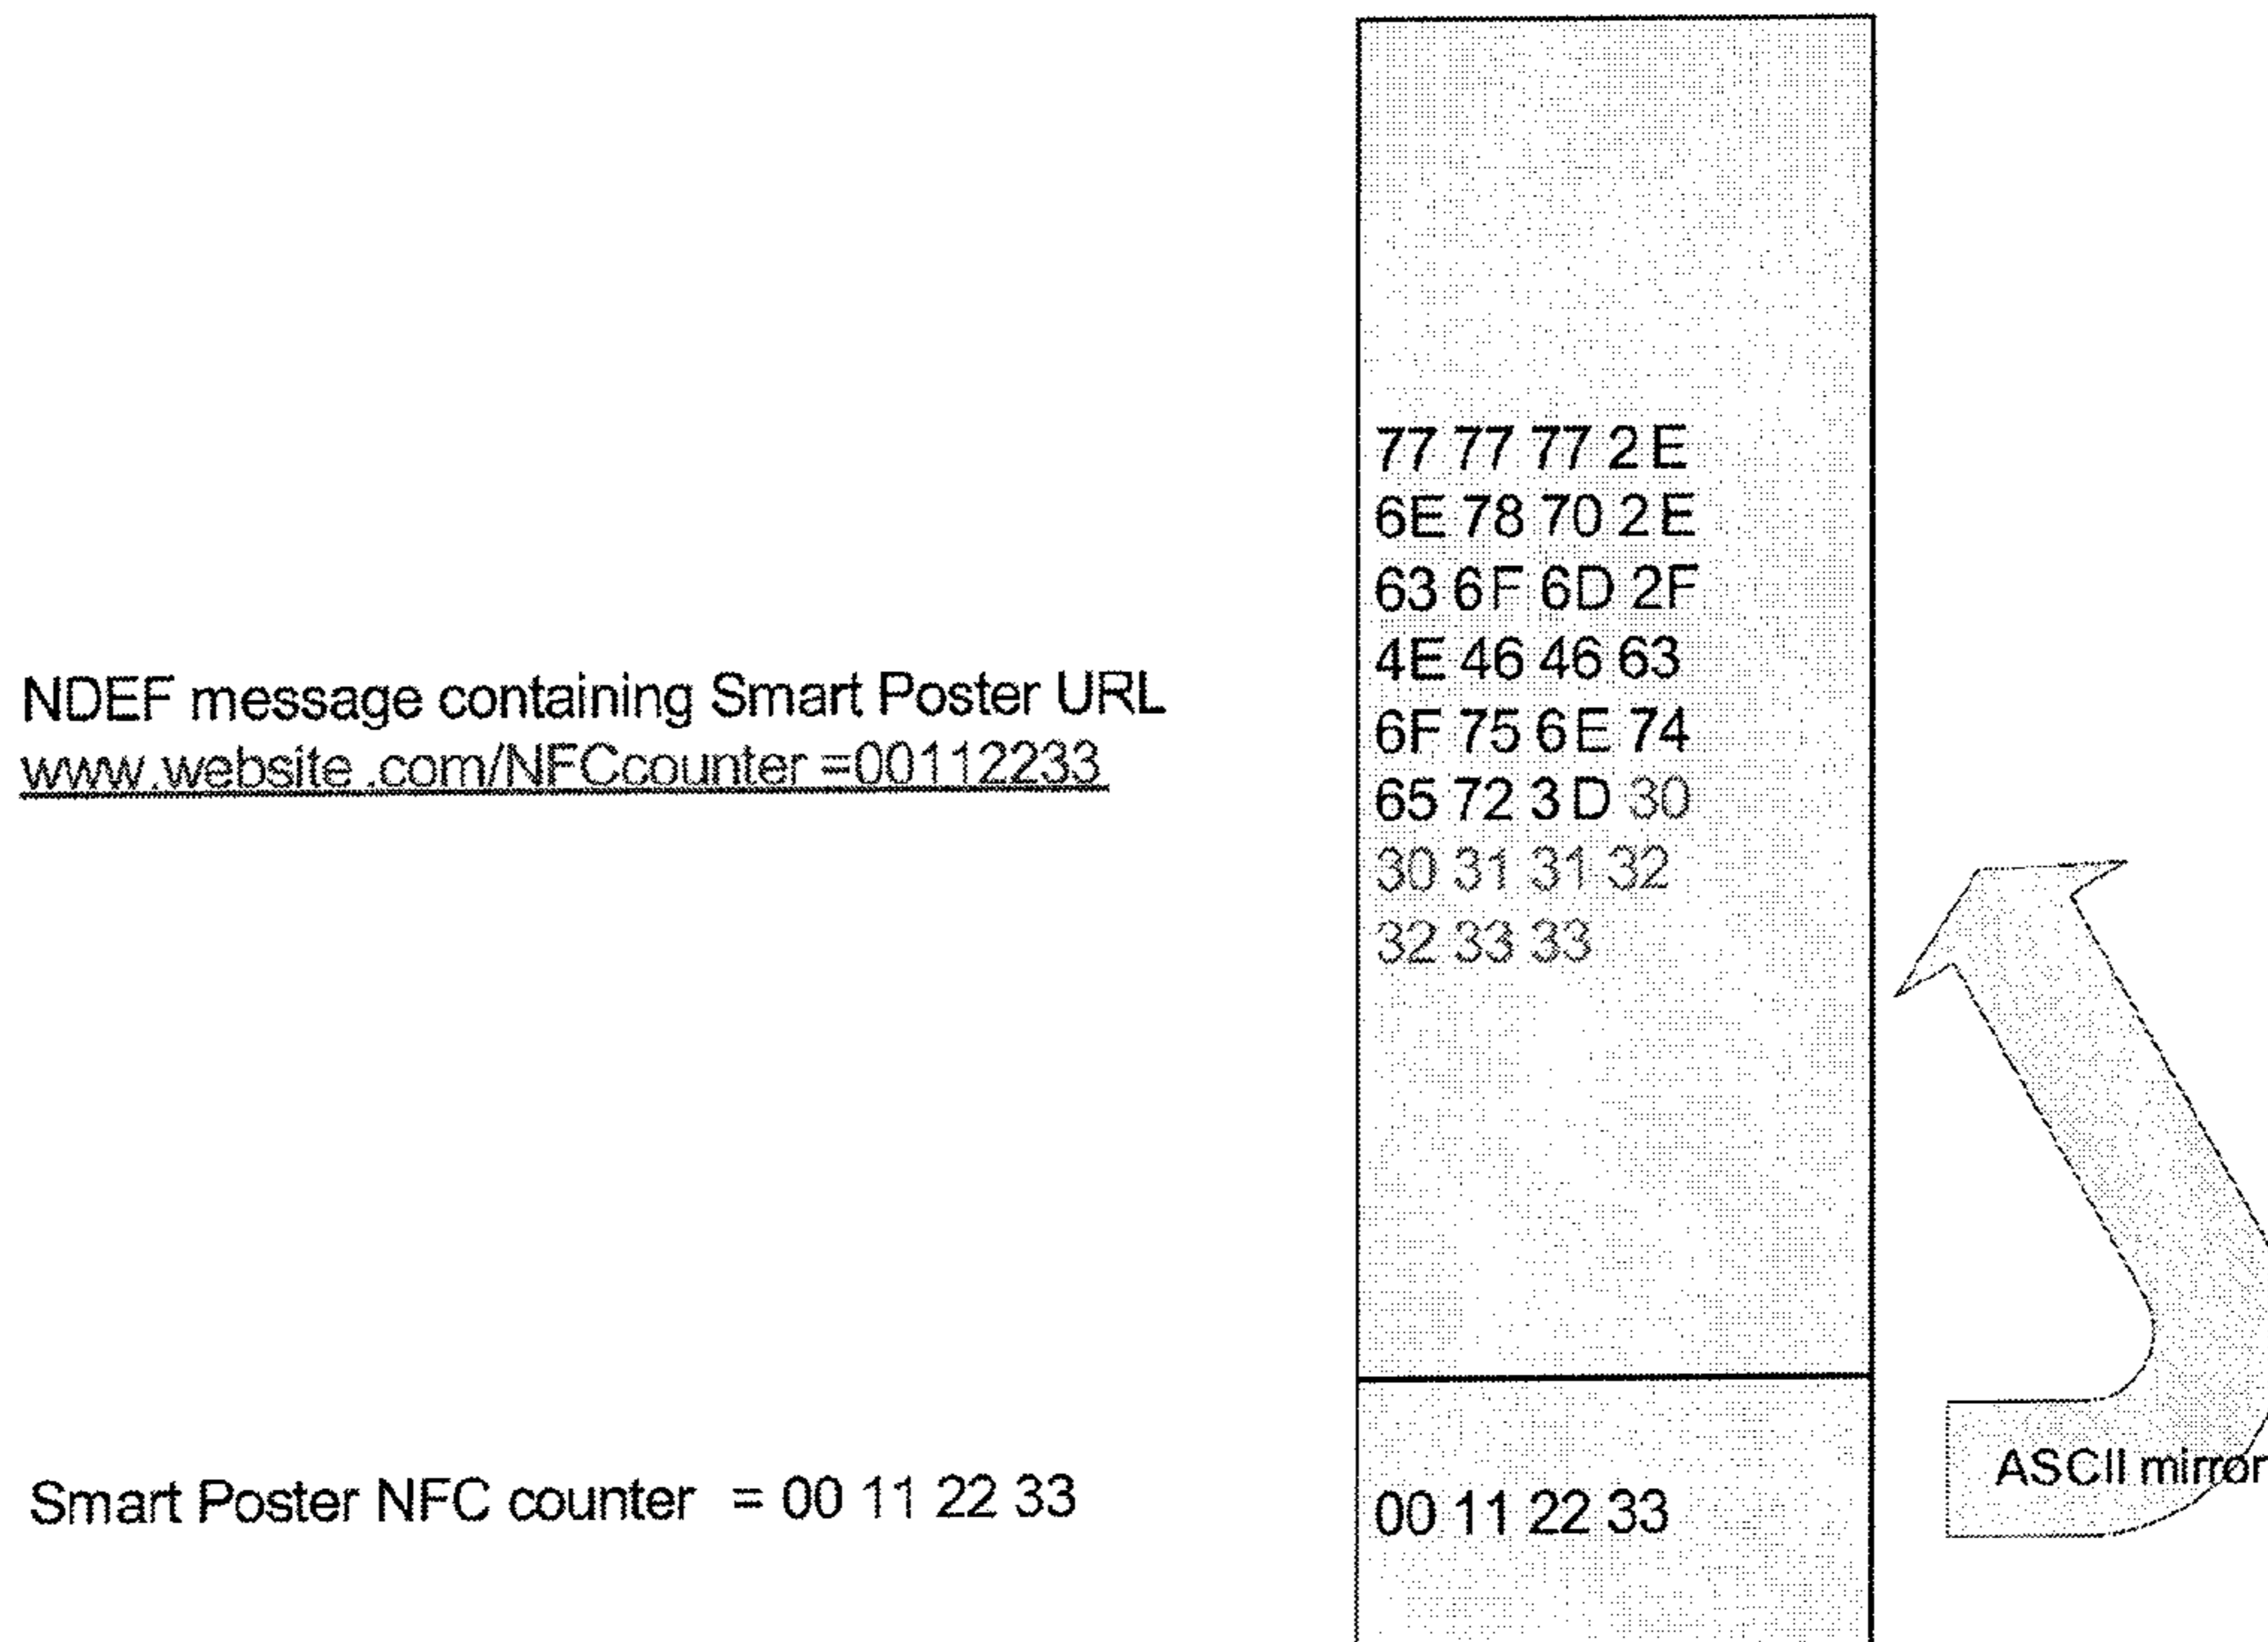 77 77 77 2E
6E 78 70 2E
63 6F 6D 2F
4E 46 46 63
6F 75 6E 74
65 72 3D 30
30 31 31 32
32 33 33
NDEF message containing Smart Poster URL
www.website.com/NFCcounter=00112233
Smart Poster NFC counter = 00 11 22 33
00 11 22 33
ASCII mirror